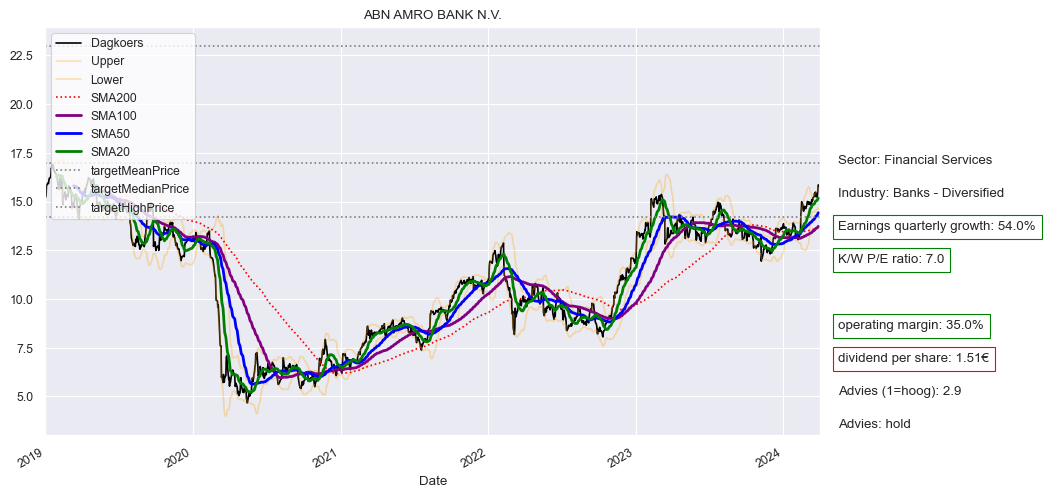 ABN AMRO BANK N.V.
22.5
20.0
17.5
15.0
12.5
10.0
7.5
5.0
Dagkoers
Upper
Lower
SMA200
SMA100
SMA50
SMA20
targetMeanPrice
targetMedianPrice
targetHighPrice
2019
2020
2021
2022
2023
2024
Date
Sector: Financial Services
Industry: Banks - Diversified
Earnings quarterly growth: 54.0%
K/W P/E ratio: 7.0
operating margin: 35.0%
dividend per share: 1.51€
Advies (1=hoog): 2.9
Advies: hold